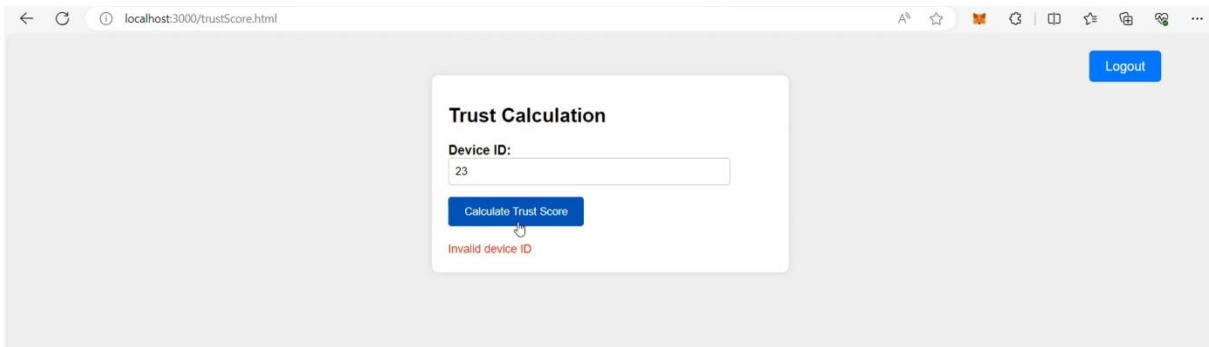 localhost:3000/trustScore.html
Logout
Trust Calculation
Device ID:
23
Calculate Trust Score
Invalid device ID